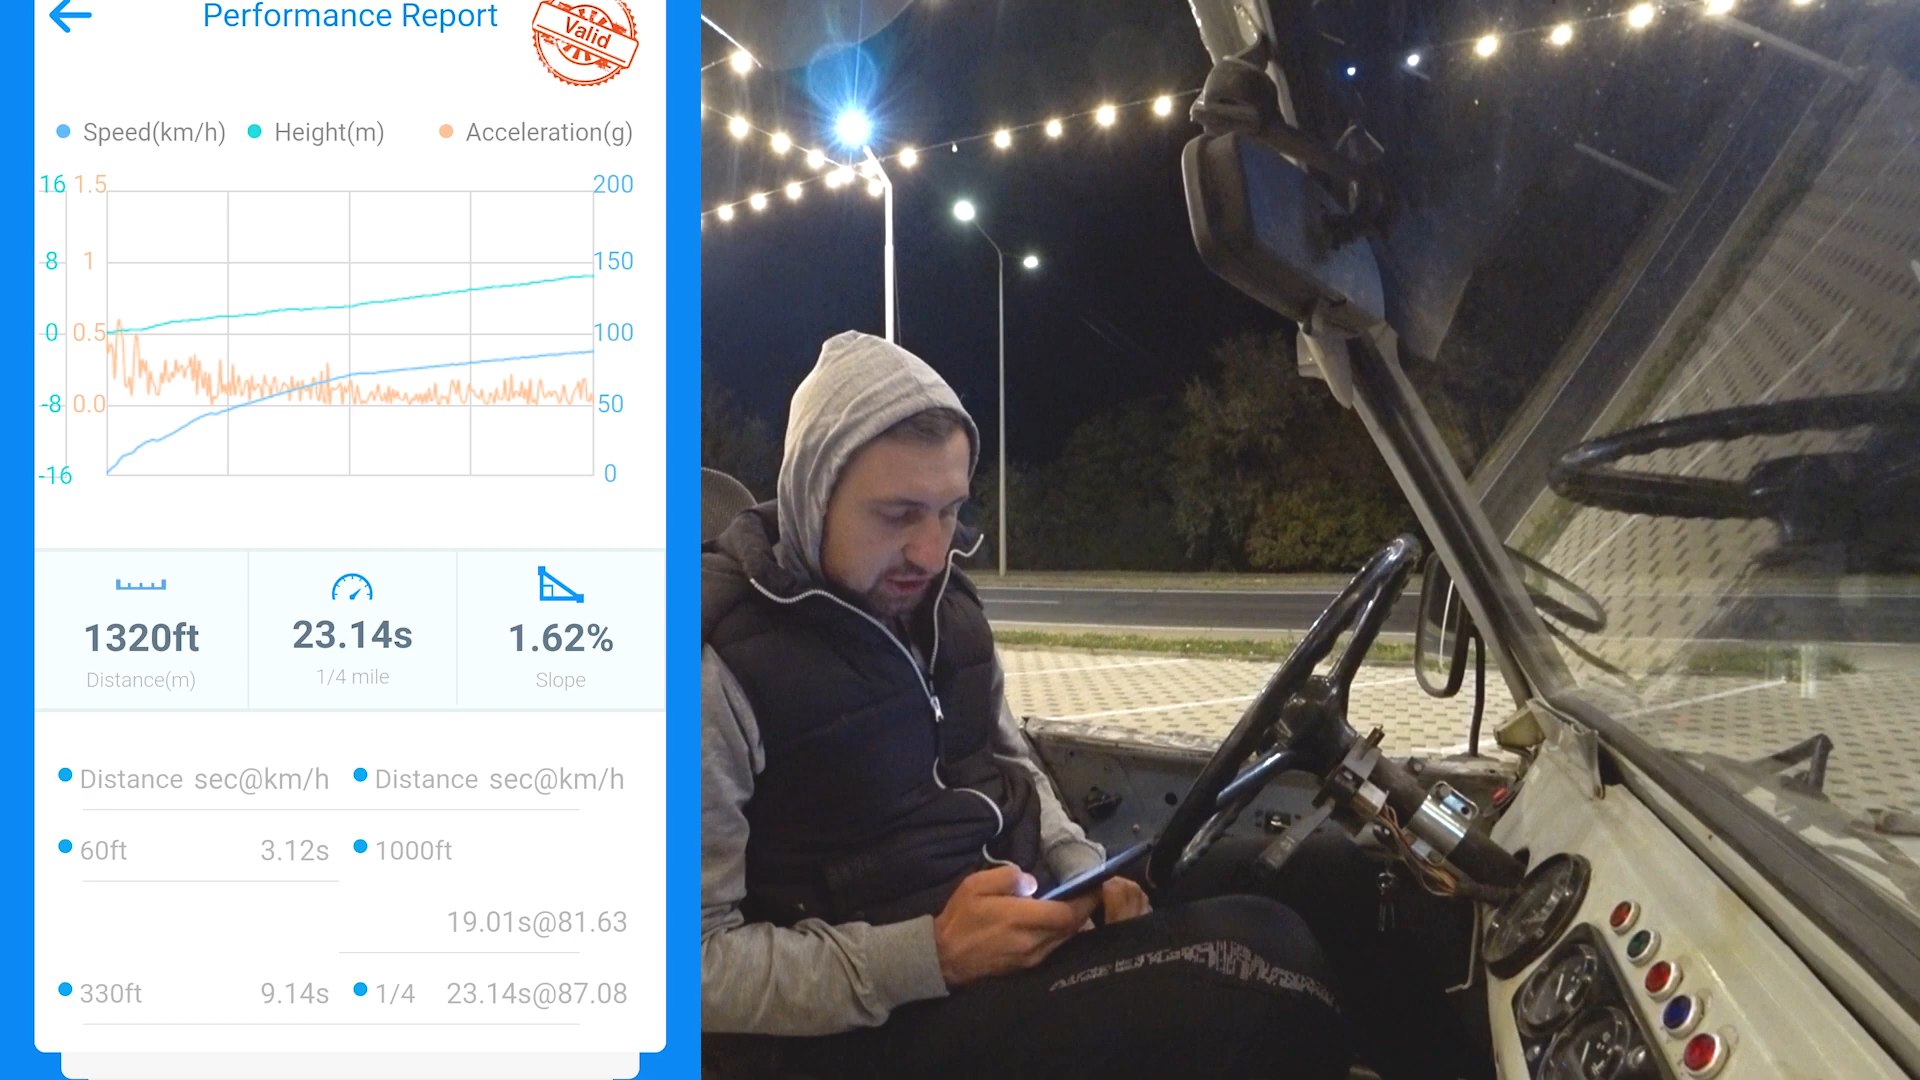 Performance Report
Valid
Speed(km/h) Height(m) Acceleration(g)
16 1.5 200
8 1 150
0 0.5 100
-8 0.0 50
-16 0
1320ft 23.14s 1.62%
Distance(m) 1/4 mile Slope
Distance sec@km/h Distance sec@km/h
60ft 3.12s 1000ft
19.01s@81.63
330ft 9.14s 1/4 23.14s@87.08